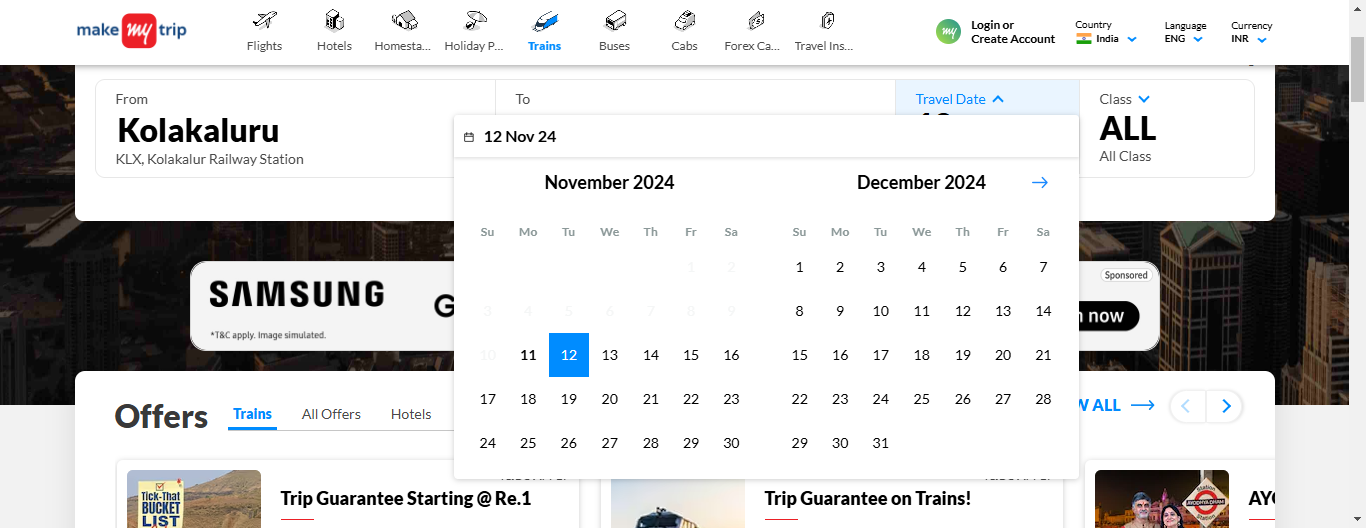 make my trip
Flights
Hotels
Homesta...
Holiday P...
Trains
Buses
Cabs
Forex Ca...
Travel Ins...
my
Login or
Create Account
Country
India
Language
ENG
Currency
INR
From
Kolakaluru
KLX, Kolakalur Railway Station
To
Travel Date
Class
ALL
All Class
12 Nov 24
November 2024
Su Mo Tu We Th Fr Sa
1 2
3 4 5 6 7 8 9
10 11 12 13 14 15 16
17 18 19 20 21 22 23
24 25 26 27 28 29 30
December 2024
Su Mo Tu We Th Fr Sa
1 2 3 4 5 6 7
8 9 10 11 12 13 14
15 16 17 18 19 20 21
22 23 24 25 26 27 28
29 30 31
SAMSUNG
G
*T&C apply. Image simulated.
Sponsored
now
Offers
Trains
All Offers
Hotels
W ALL
Tick-That
BUCKET
LIST
Trip Guarantee Starting @ Re.1
Trip Guarantee on Trains!
Station
AYODHYA DHAM
Station
AYO